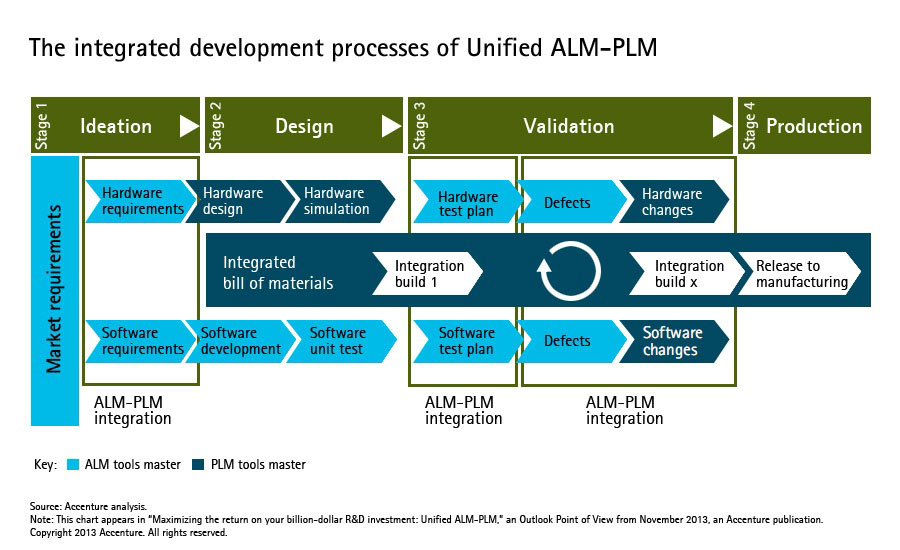 The integrated development processes of Unified ALM-PLM
Stage 1
Ideation
Stage 2
Design
Stage 3
Validation
Stage 4
Production
Market requirements
Hardware
requirements
Hardware
design
Hardware
simulation
Hardware
test plan
Defects
Hardware
changes
Integrated
bill of materials
Integration
build 1
Integration
build x
Release to
manufacturing
Software
requirements
Software
development
Software
unit test
Software
test plan
Defects
Software
changes
ALM-PLM
integration
ALM-PLM
integration
ALM-PLM
integration
Key:
ALM tools master
PLM tools master
Source: Accenture analysis.
Note: This chart appears in "Maximizing the return on your billion-dollar R&D investment: Unified ALM-PLM," an Outlook Point of View from November 2013, an Accenture publication.
Copyright 2013 Accenture. All rights reserved.